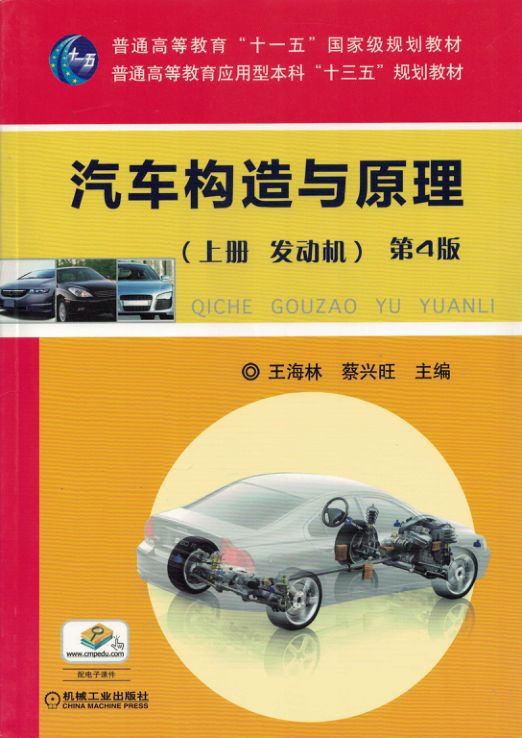 十一五
普通高等教育“十一五”国家级规划教材
普通高等教育应用型本科“十三五”规划教材
汽车构造与原理
（上册 发动机） 第4版
QICHE GOUZAO YU YUANLI
◎ 王海林 蔡兴旺 主编
www.cmpedu.com
配电子课件
机械工业出版社
CHINA MACHINE PRESS